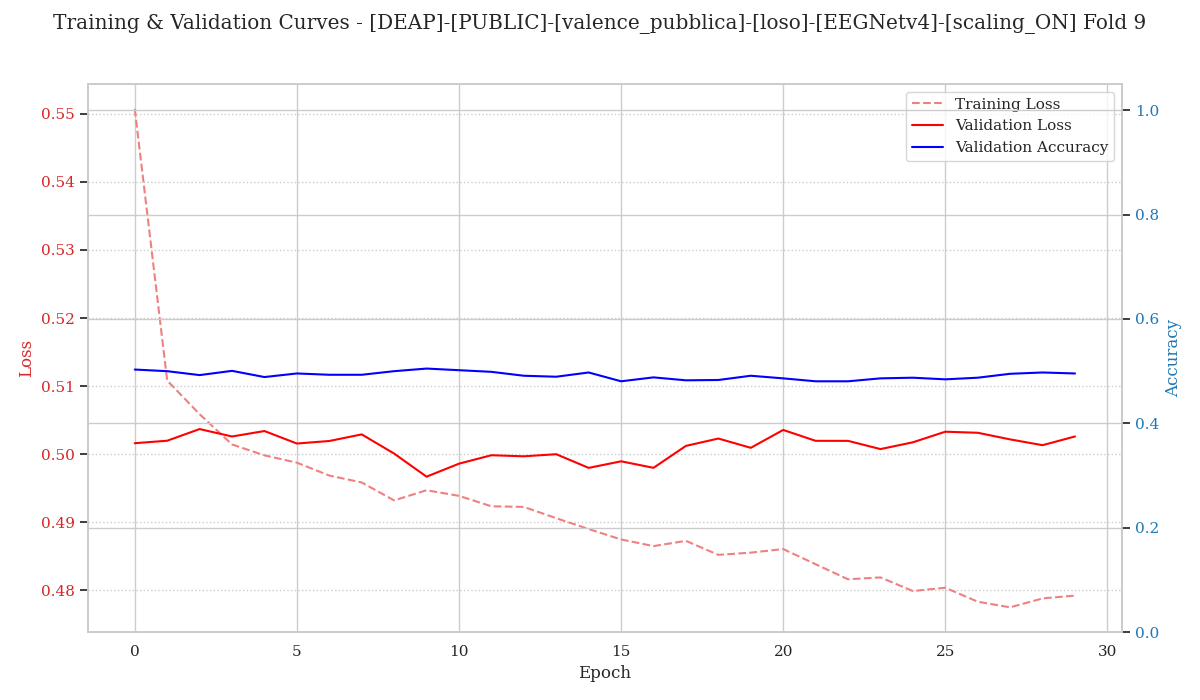 Training & Validation Curves - [DEAP]-[PUBLIC]-[valence_pubblica]-[loso]-[EEGNetv4]-[scaling_ON] Fold 9
Training Loss
Validation Loss
Validation Accuracy
0.55
0.54
0.53
0.52
0.51
0.50
0.49
0.48
Loss
1.0
0.8
0.6
0.4
0.2
0.0
Accuracy
0 5 10 15 20 25 30
Epoch